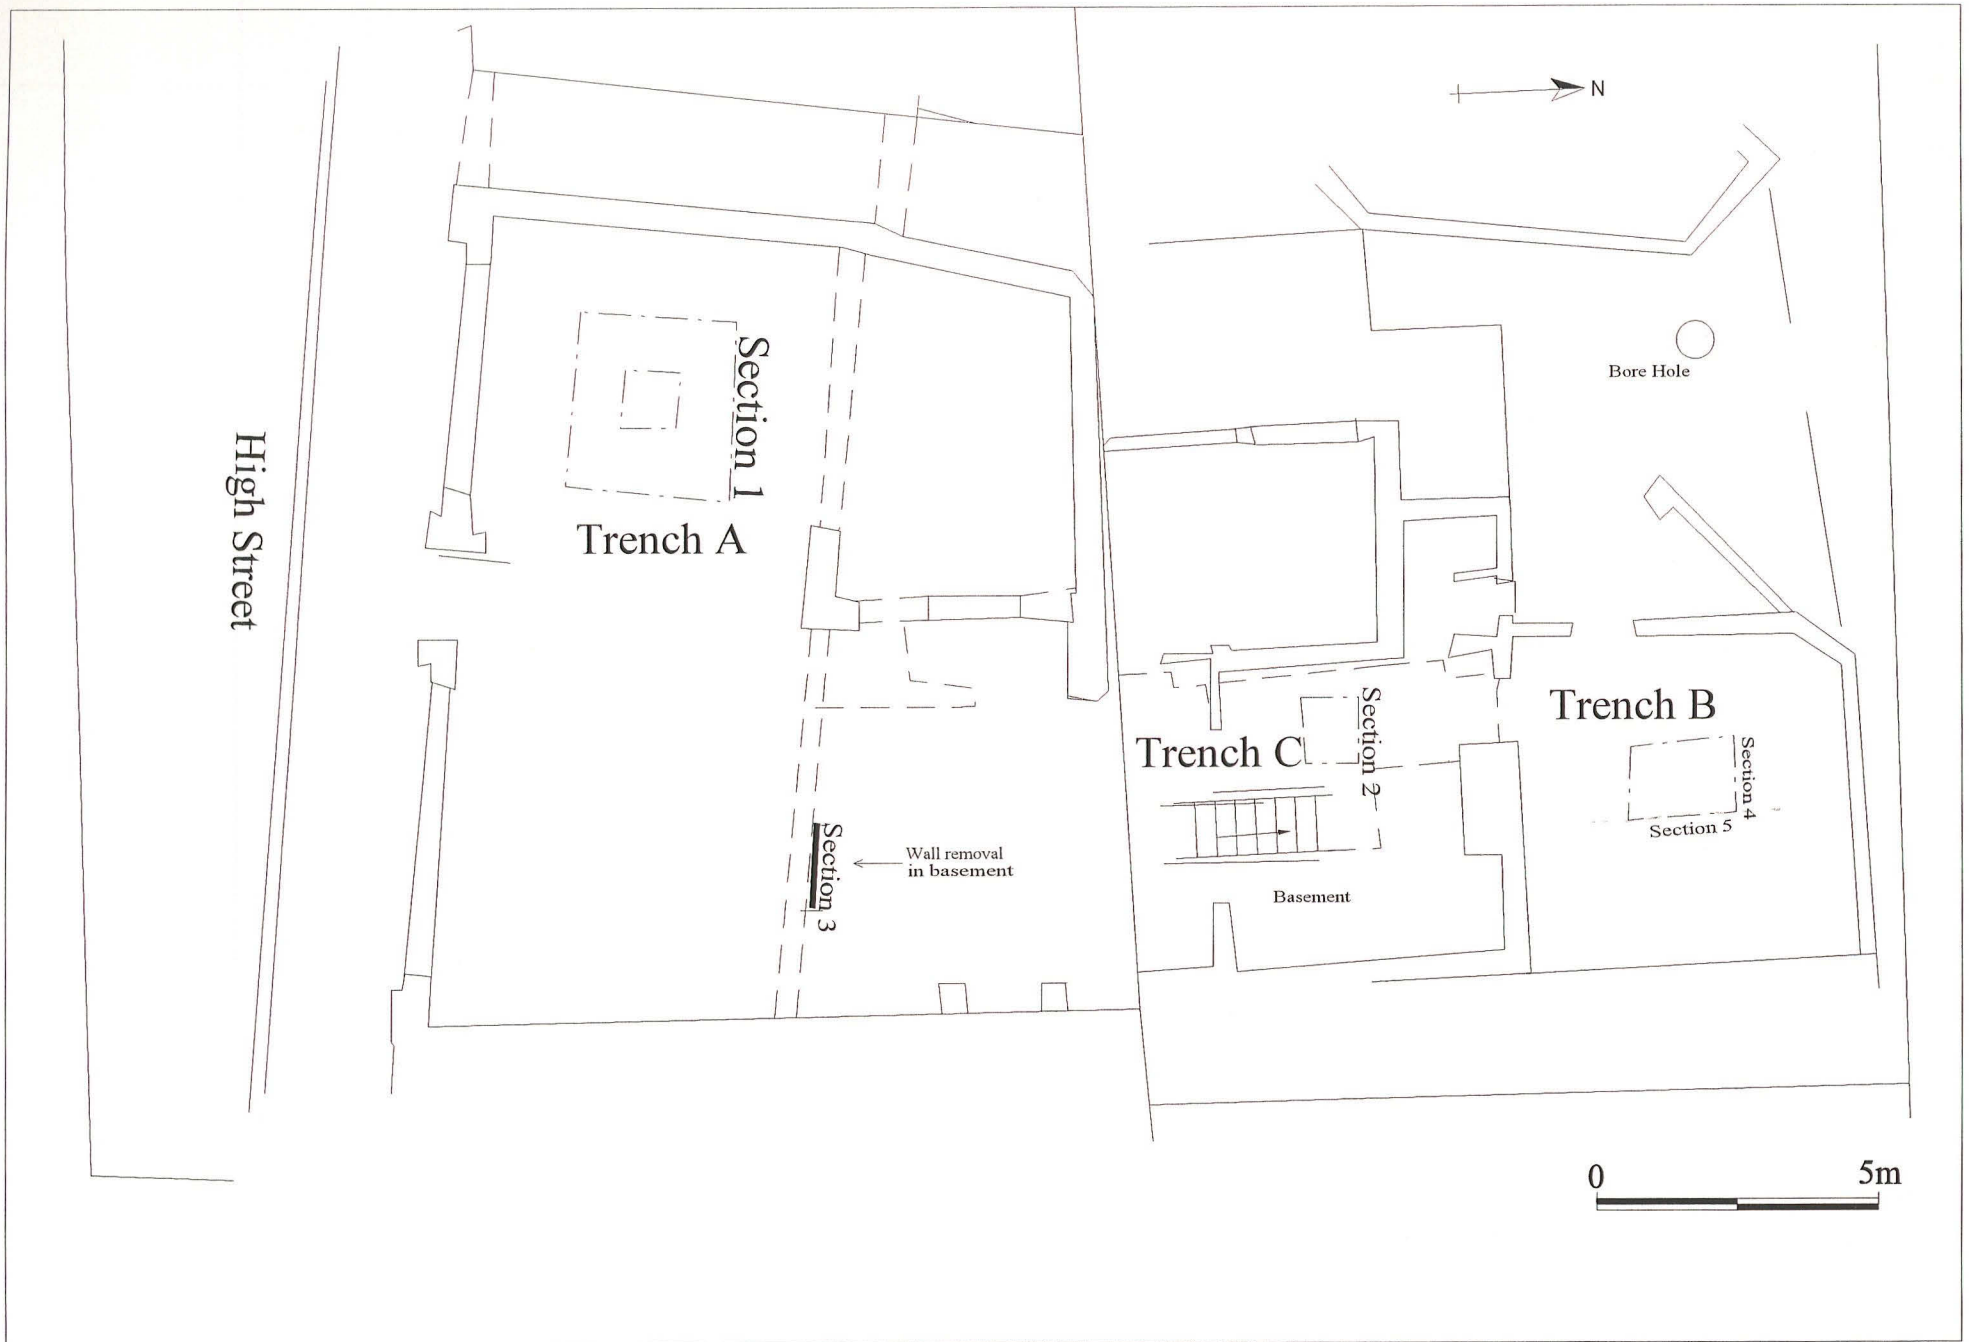 N
Bore Hole
Section 1
High Street
Trench A
Section 2
Trench B
Trench C
Section 4
Section 5
Section 3
Wall removal
in basement
Basement
0 5m